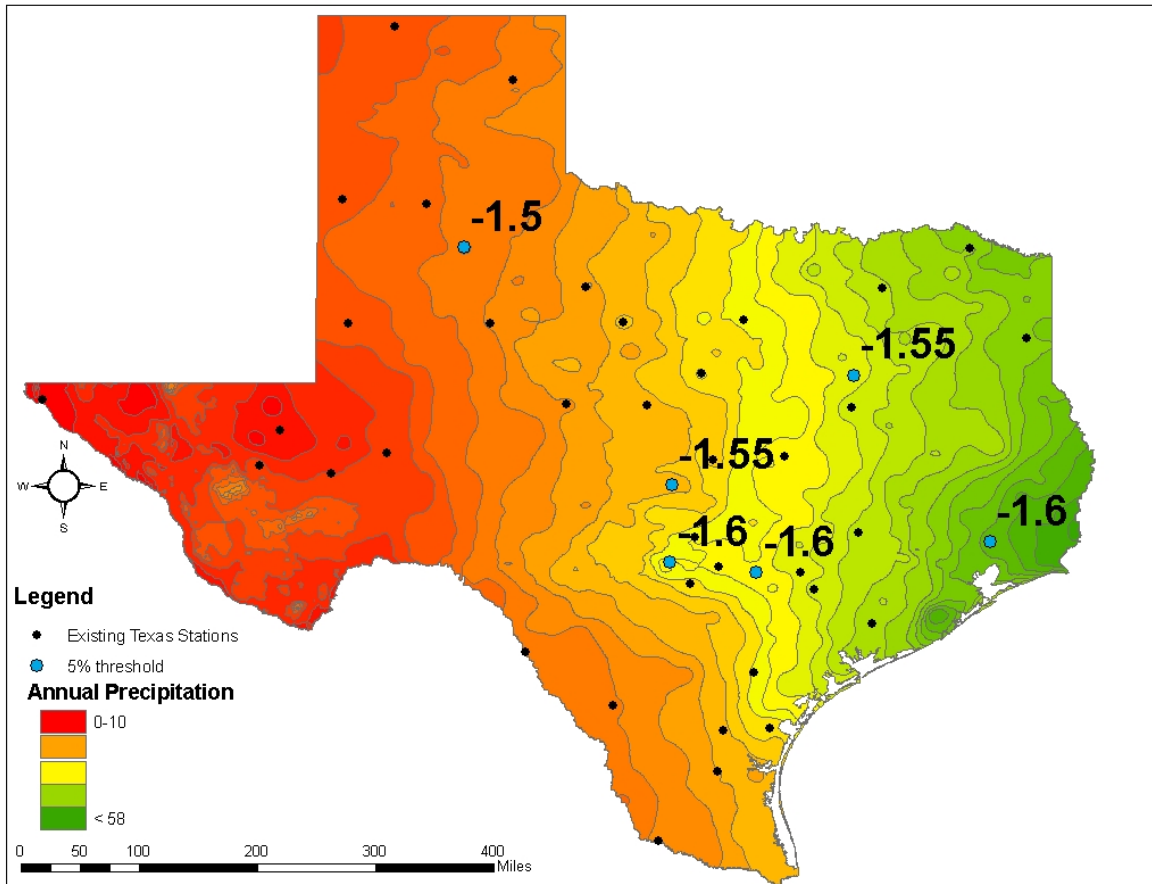 -1.5
-1.55
-1.55
-1.6
-1.6
-1.6
N
W E
S
Legend
Existing Texas Stations
5% threshold
Annual Precipitation
0-10
< 58
0 100 200 300 400
Miles